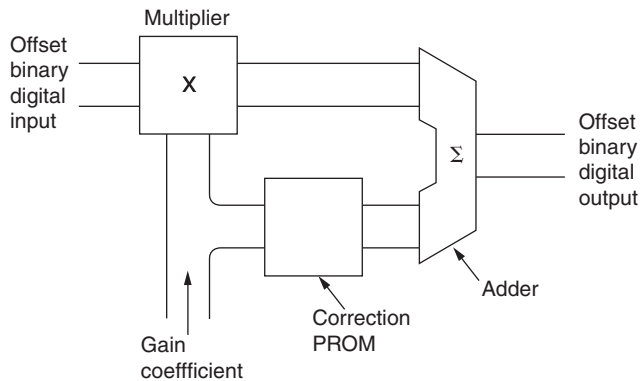 Multiplier
Offset
binary
digital
input
X
Σ
Offset
binary
digital
output
Adder
Correction
PROM
Gain
coeffficient